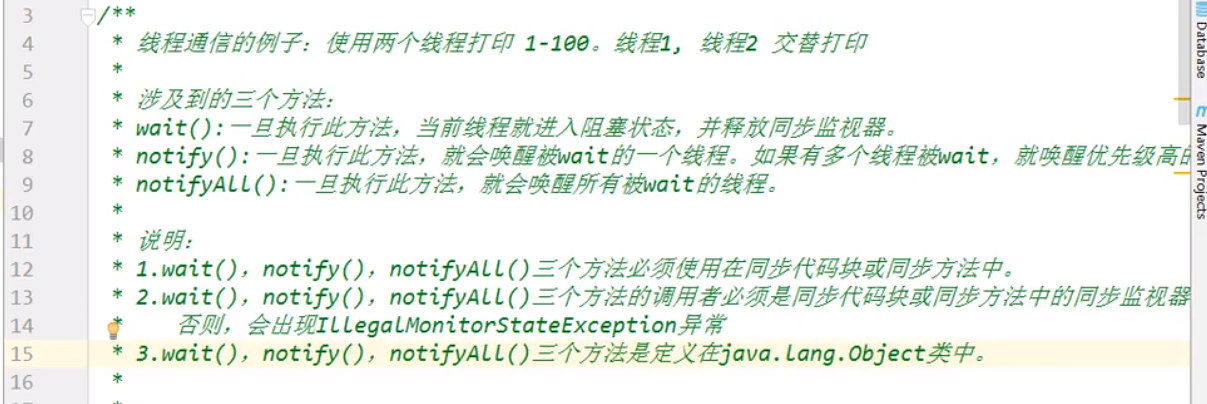 3 /**
4 * 线程通信的例子：使用两个线程打印 1-100。线程1, 线程2 交替打印
5 *
6 * 涉及到的三个方法：
7 * wait():一旦执行此方法，当前线程就进入阻塞状态，并释放同步监视器。
8 * notify():一旦执行此方法，就会唤醒被wait的一个线程。如果有多个线程被wait，就唤醒优先级高的
9 * notifyAll():一旦执行此方法，就会唤醒所有被wait的线程。
10 *
11 * 说明：
12 * 1.wait()，notify()，notifyAll()三个方法必须使用在同步代码块或同步方法中。
13 * 2.wait()，notify()，notifyAll()三个方法的调用者必须是同步代码块或同步方法中的同步监视器
14 * 否则，会出现IllegalMonitorStateException异常
15 * 3.wait()，notify()，notifyAll()三个方法是定义在java.lang.Object类中。
16 *
*
Database
Maven Projects